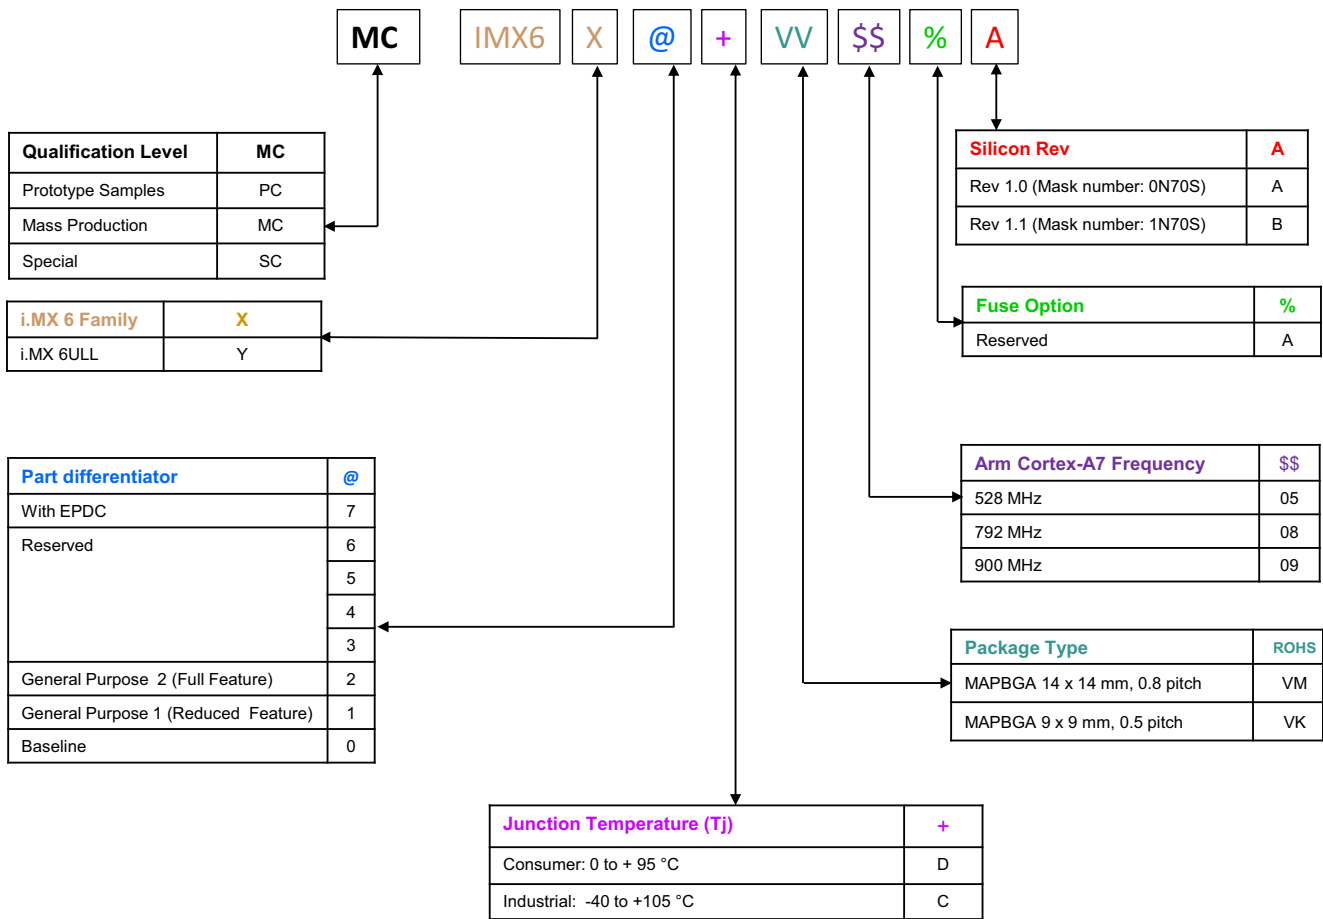 MC IMX6 X @ + VV $$ % A
Qualification Level MC
Prototype Samples PC
Mass Production MC
Special SC
Silicon Rev A
Rev 1.0 (Mask number: 0N70S) A
Rev 1.1 (Mask number: 1N70S) B
i.MX 6 Family X
i.MX 6ULL Y
Fuse Option %
Reserved A
Part differentiator @
With EPDC 7
Reserved 6
5
4
3
General Purpose 2 (Full Feature) 2
General Purpose 1 (Reduced Feature) 1
Baseline 0
Arm Cortex-A7 Frequency $$
528 MHz 05
792 MHz 08
900 MHz 09
Package Type ROHS
MAPBGA 14 x 14 mm, 0.8 pitch VM
MAPBGA 9 x 9 mm, 0.5 pitch VK
Junction Temperature (Tj) +
Consumer: 0 to + 95 °C D
Industrial: -40 to +105 °C C